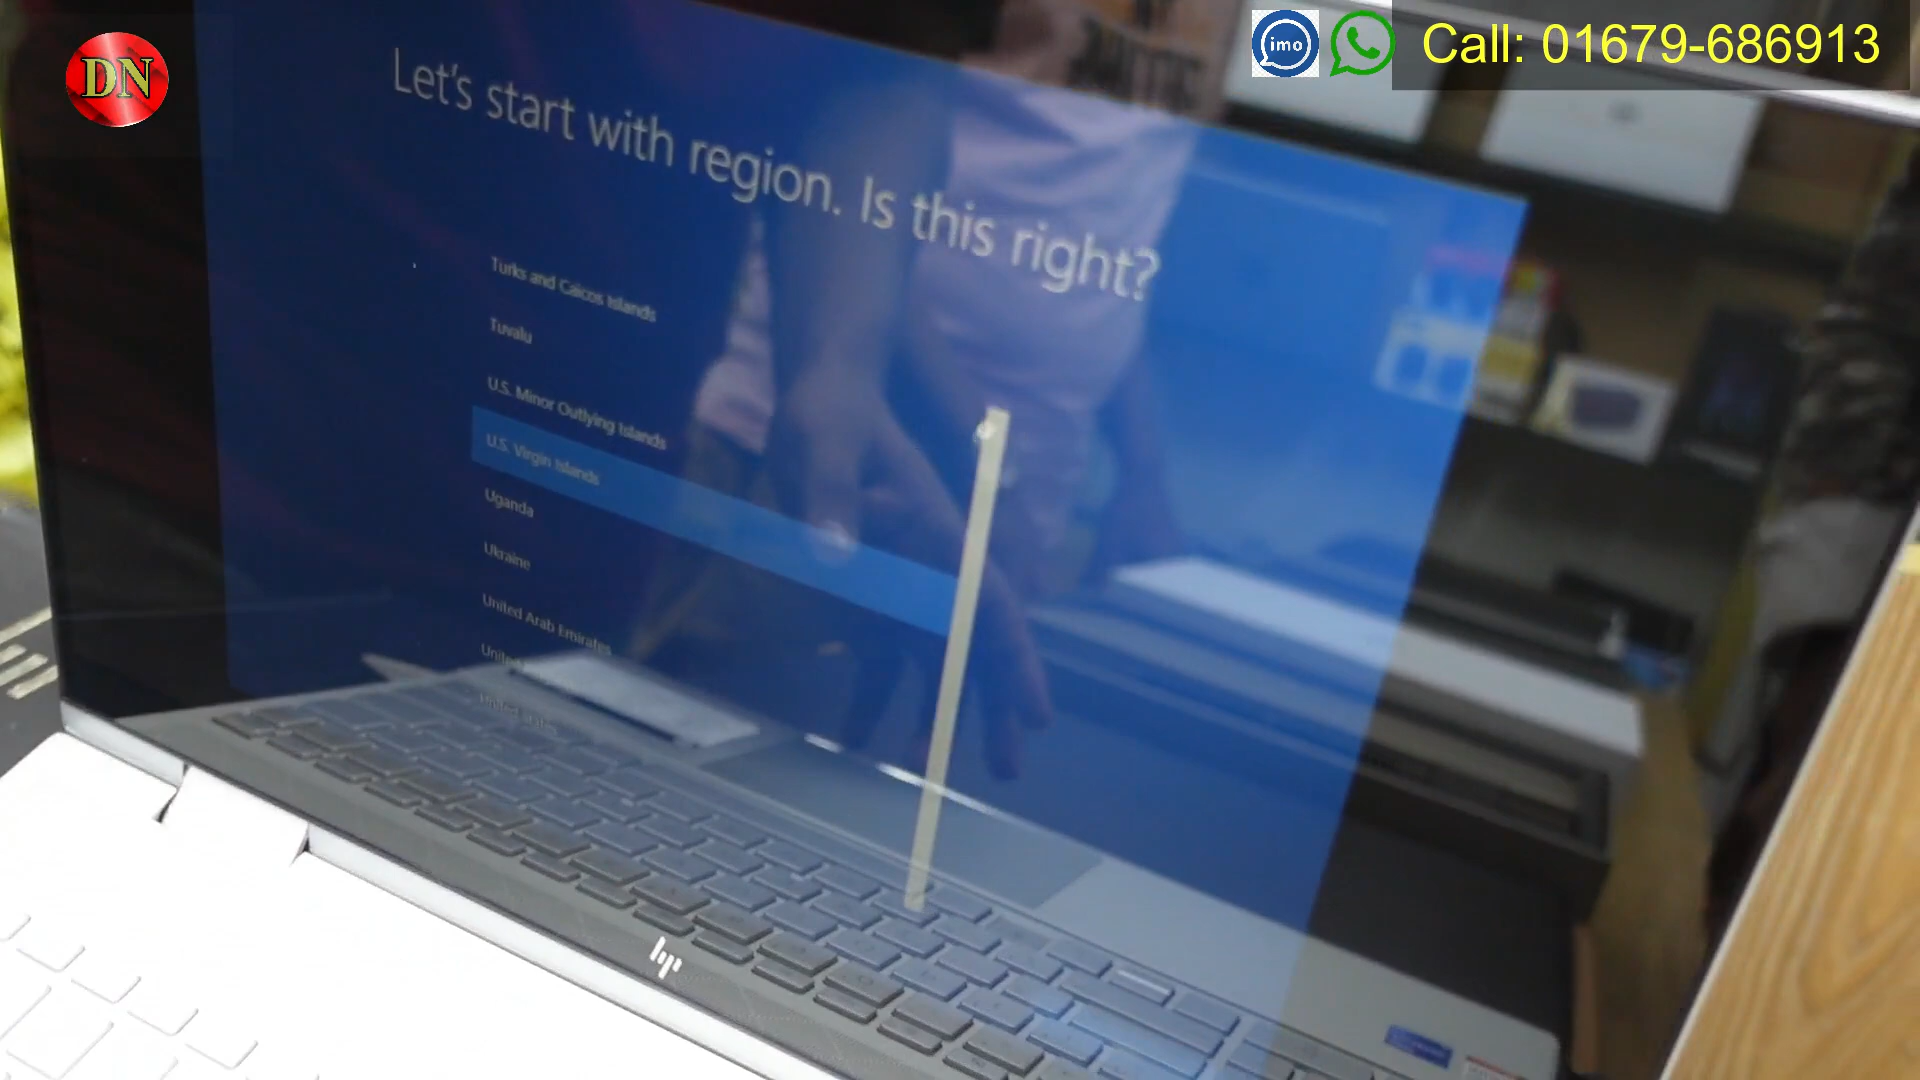 DN
imo
Call: 01679-686913
Let's start with region. Is this right?
Turks and Caicos Islands
Tuvalu
U.S. Minor Outlying Islands
U.S. Virgin Islands
Uganda
Ukraine
United Arab Emirates
United
hp